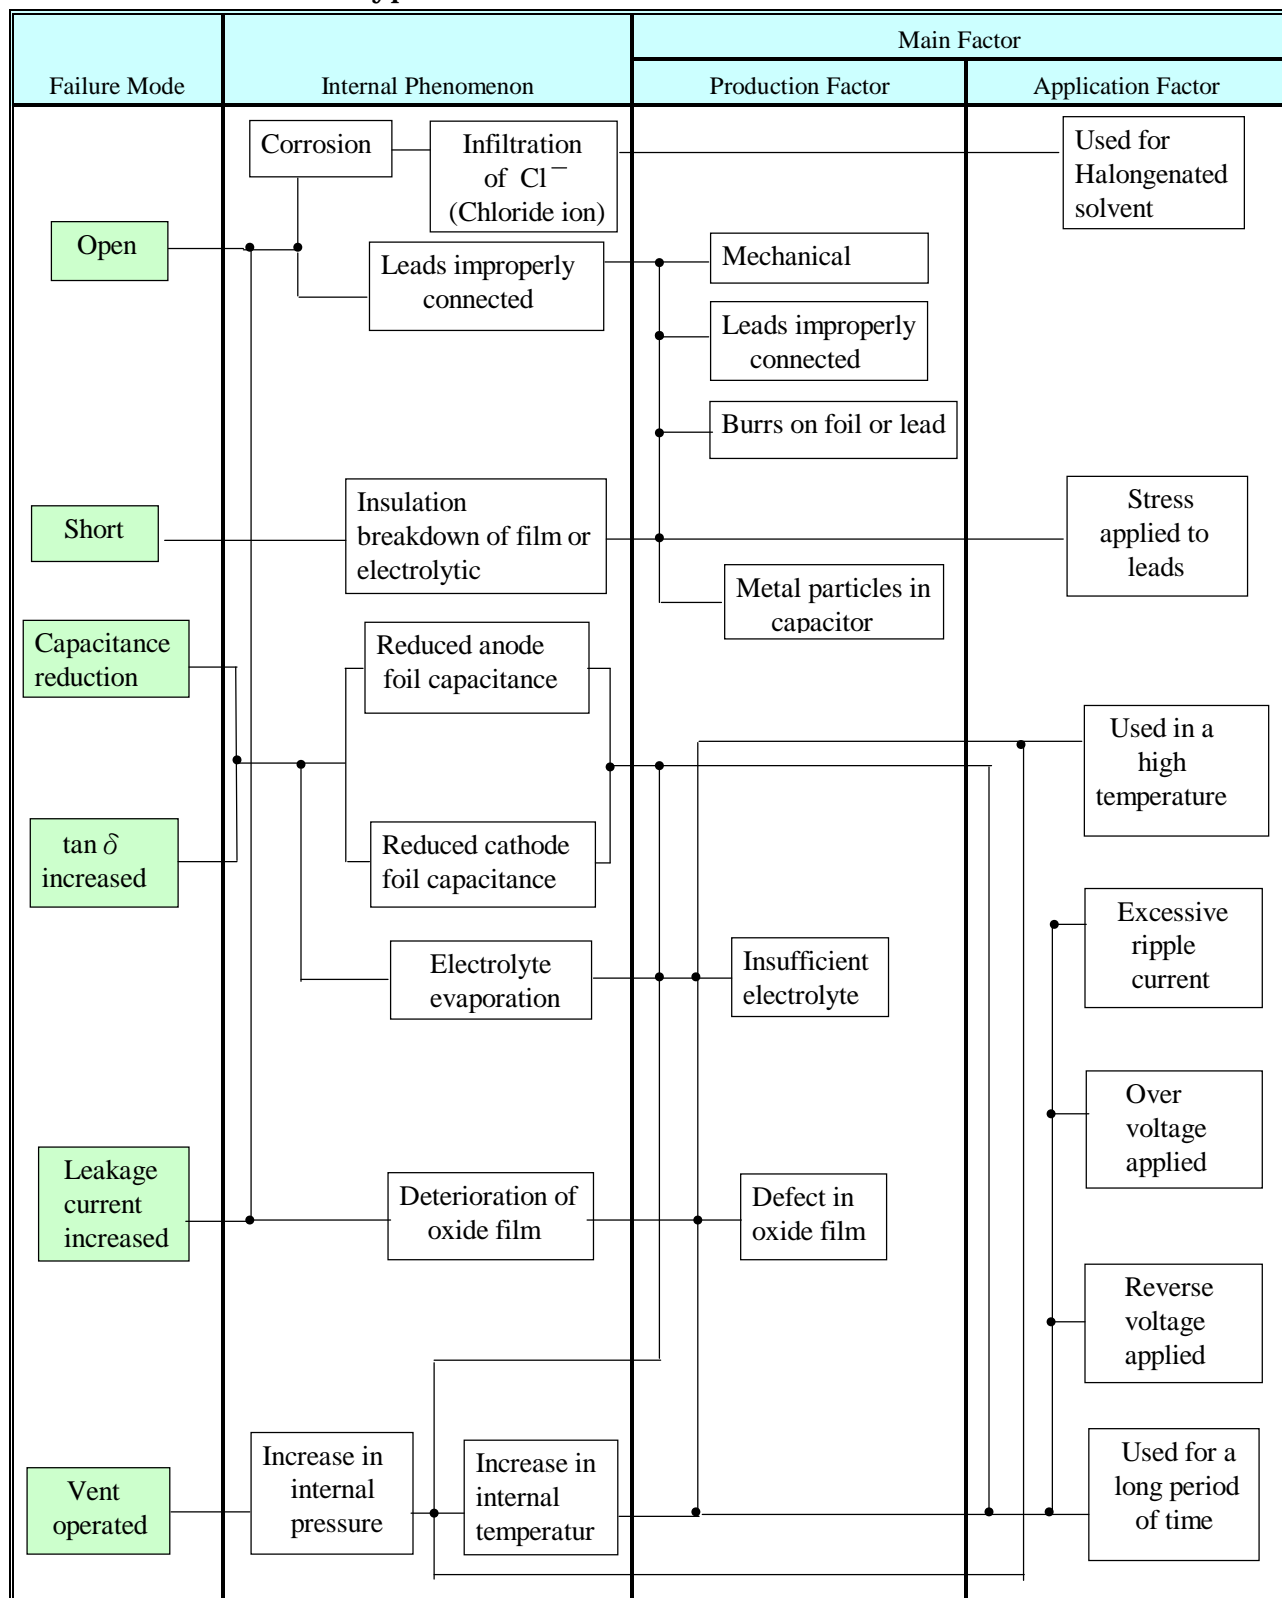 Main Factor
Failure Mode
Internal Phenomenon
Production Factor
Application Factor
Corrosion
Infiltration
of Cl⁻
(Chloride ion)
Used for
Halongenated
solvent
Open
Leads improperly
connected
Mechanical
Leads improperly
connected
Burrs on foil or lead
Short
Insulation
breakdown of film or
electrolytic
Stress
applied to
leads
Metal particles in
capacitor
Capacitance
reduction
Reduced anode
foil capacitance
Used in a
high
temperature
tan δ
increased
Reduced cathode
foil capacitance
Excessive
ripple
current
Electrolyte
evaporation
Insufficient
electrolyte
Over
voltage
applied
Leakage
current
increased
Deterioration of
oxide film
Defect in
oxide film
Reverse
voltage
applied
Vent
operated
Increase in
internal
pressure
Increase in
internal
temperatur
Used for a
long period
of time